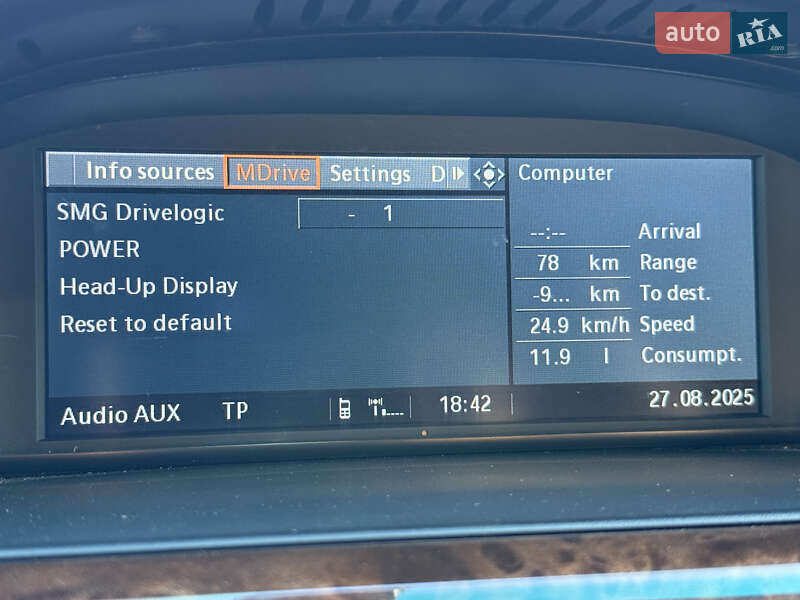 auto RIA .com
Info sources MDrive Settings D
Computer
SMG Drivelogic - 1
POWER
Head-Up Display
Reset to default
--:-- Arrival
78 km Range
-9... km To dest.
24.9 km/h Speed
11.9 l Consumpt.
Audio AUX TP 18:42 27.08.2025